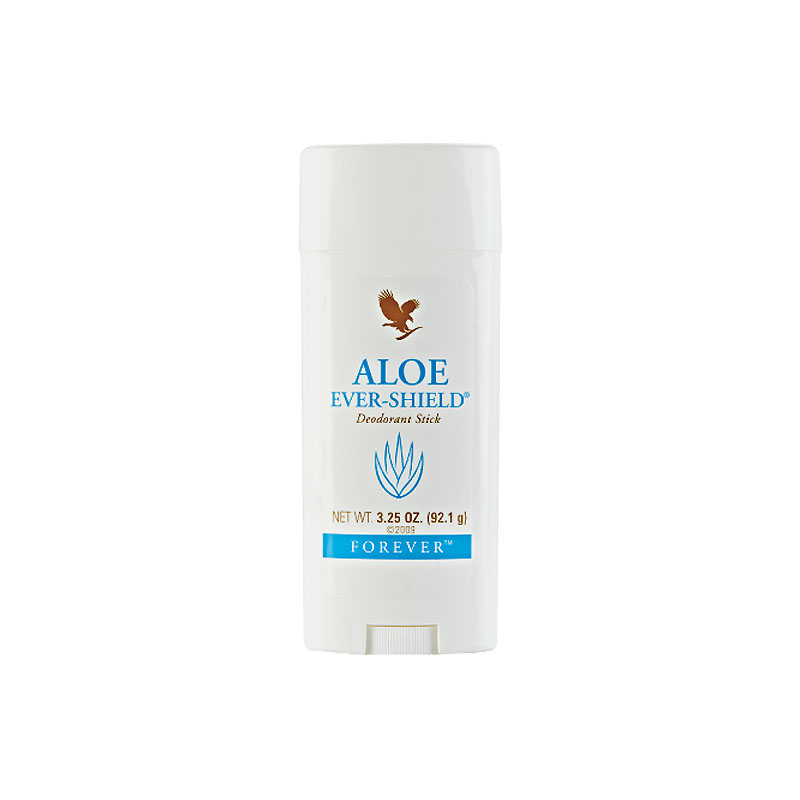 ALOE
EVER-SHIELD®
Deodorant Stick
NET WT. 3.25 OZ. (92.1 g)
©2009
FOREVER™